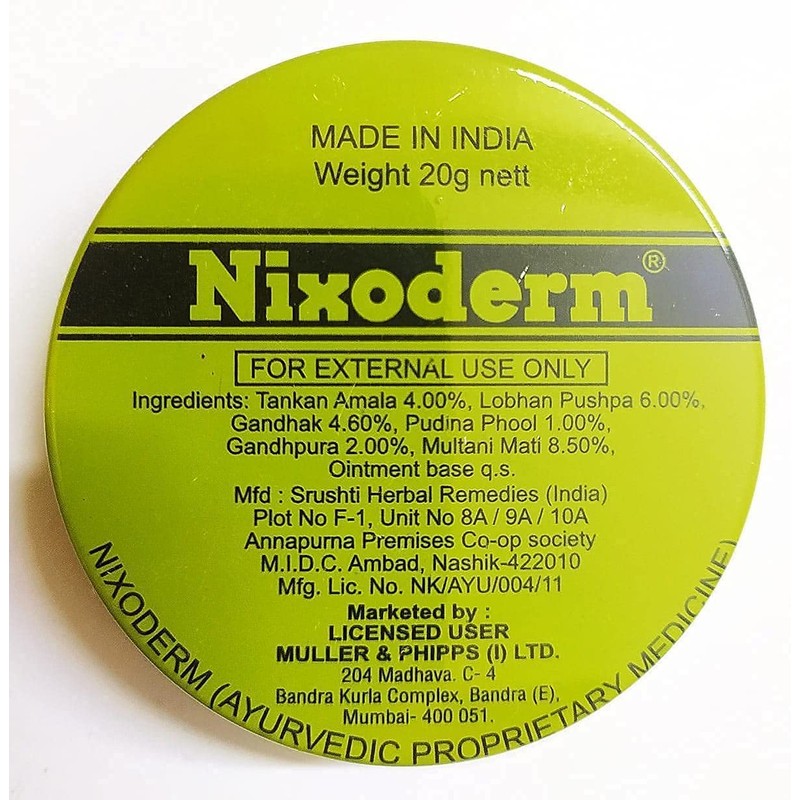 MADE IN INDIA
Weight 20g nett
Nixoderm®
FOR EXTERNAL USE ONLY
Ingredients: Tankan Amala 4.00%, Lobhan Pushpa 6.00%,
Gandhak 4.60%, Pudina Phool 1.00%,
Gandhpura 2.00%, Multani Mati 8.50%,
Ointment base q.s.
Mfd : Srushti Herbal Remedies (India)
Plot No F-1, Unit No 8A / 9A / 10A
Annapurna Premises Co-op society
M.I.D.C. Ambad, Nashik-422010
Mfg. Lic. No. NK/AYU/004/11
Marketed by :
LICENSED USER
MULLER & PHIPPS (I) LTD.
204 Madhava. C- 4
Bandra Kurla Complex, Bandra (E),
Mumbai- 400 051.
NIXODERM (AYURVEDIC PROPRIETARY MEDICINE)